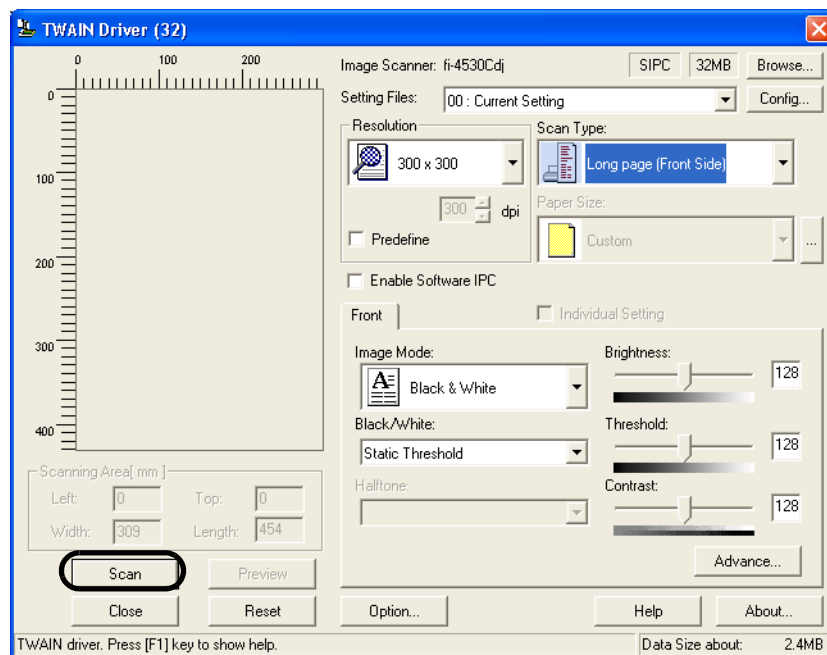 TWAIN Driver (32)
0 100 200
0
100
200
300
400
Image Scanner: fi-4530Cdj SIPC 32MB Browse...
Setting Files: 00 : Current Setting Config...
Resolution
300 x 300
300 dpi
Predefine
Scan Type:
Long page (Front Side)
Paper Size:
Custom ...
Enable Software IPC
Front
Individual Setting
Image Mode:
Black & White
Black/White:
Static Threshold
Halftone:
Brightness:
128
Threshold:
128
Contrast:
128
Advance...
Scanning Area[ mm ]
Left: 0 Top: 0
Width: 309 Length: 454
Scan Preview
Close Reset Option... Help About...
TWAIN driver. Press [F1] key to show help. Data Size about: 2.4MB